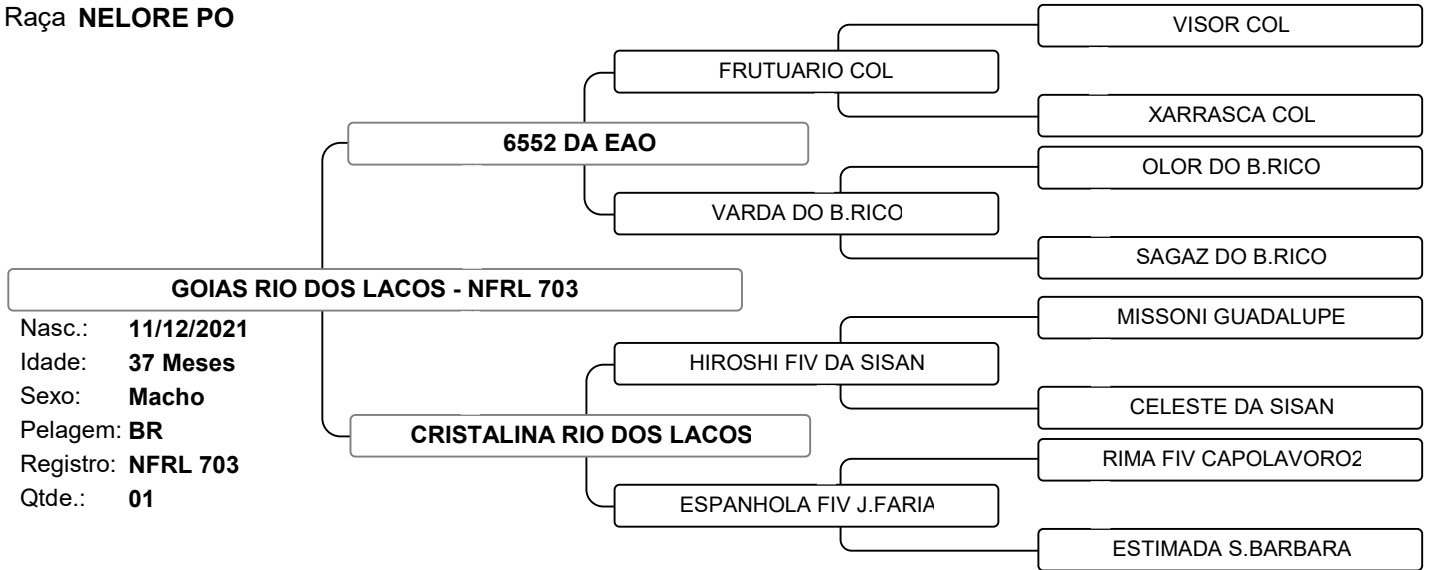 Raça NELORE PO
VISOR COL
FRUTUARIO COL
XARRASCA COL
6552 DA EAO
OLOR DO B.RICO
VARDA DO B.RICO
SAGAZ DO B.RICO
GOIAS RIO DOS LACOS - NFRL 703
MISSONI GUADALUPE
Nasc.: 11/12/2021
Idade: 37 Meses
HIROSHI FIV DA SISAN
Sexo: Macho
CELESTE DA SISAN
Pelagem: BR
CRISTALINA RIO DOS LACOS
RIMA FIV CAPOLAVORO2
Registro: NFRL 703
Qtde.: 01
ESPANHOLA FIV J.FARIA
ESTIMADA S.BARBARA